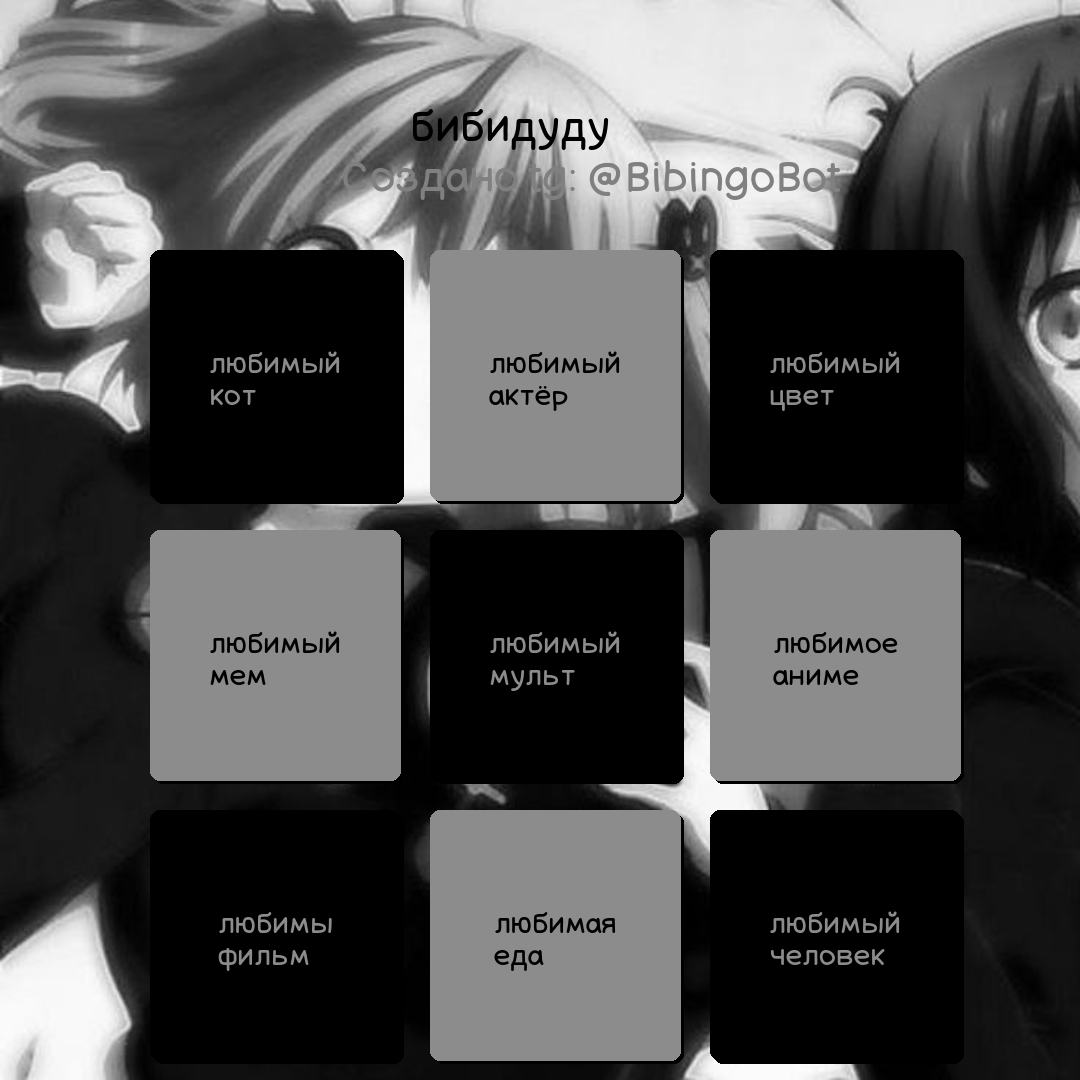 бибидуду
Создано tg: @BibingoBot
любимый
кот
любимый
актёр
любимый
цвет
любимый
мем
любимый
мульт
любимое
аниме
любимы
фильм
любимая
еда
любимый
человек